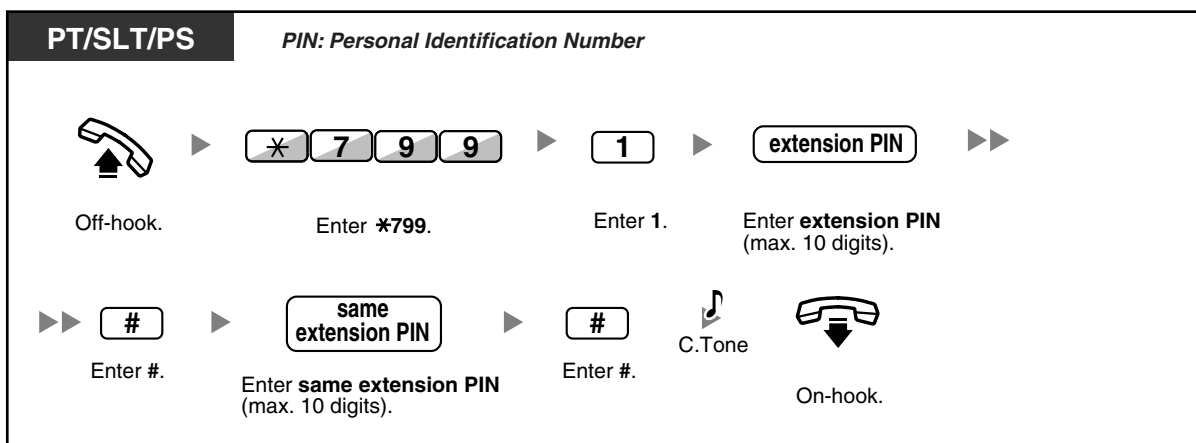 PT/SLT/PS
PIN: Personal Identification Number
* 7 9 9
1
extension PIN
Off-hook.
Enter *799.
Enter 1.
Enter extension PIN
(max. 10 digits).
#
same
extension PIN
#
C.Tone
Enter #.
Enter same extension PIN
(max. 10 digits).
Enter #.
On-hook.